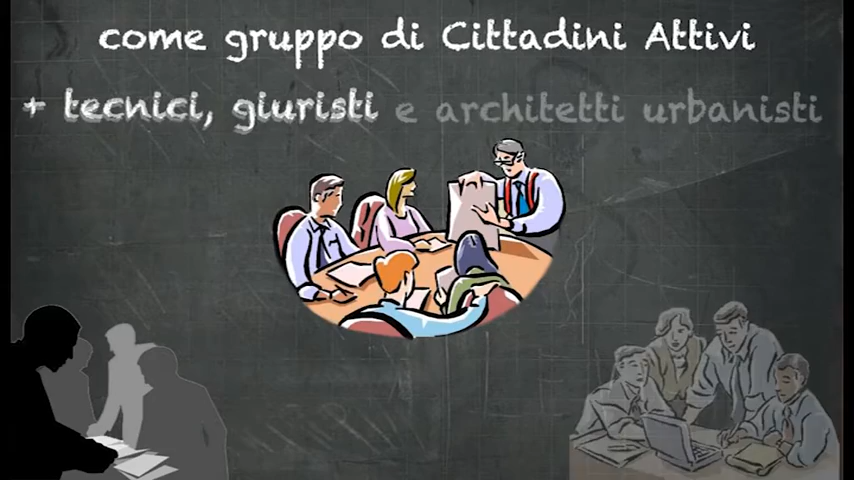 come gruppo di Cittadini Attivi
+ tecnici, giuristi e architetti urbanisti